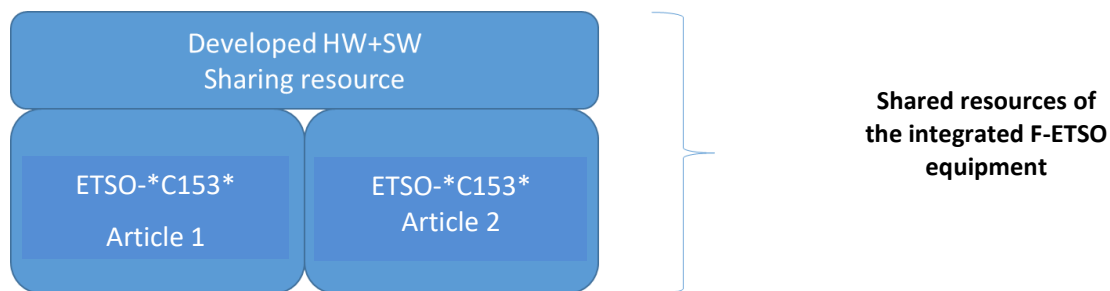 Developed HW+SW
Sharing resource
ETSO-*C153*
Article 1
ETSO-*C153*
Article 2
Shared resources of
the integrated F-ETSO
equipment